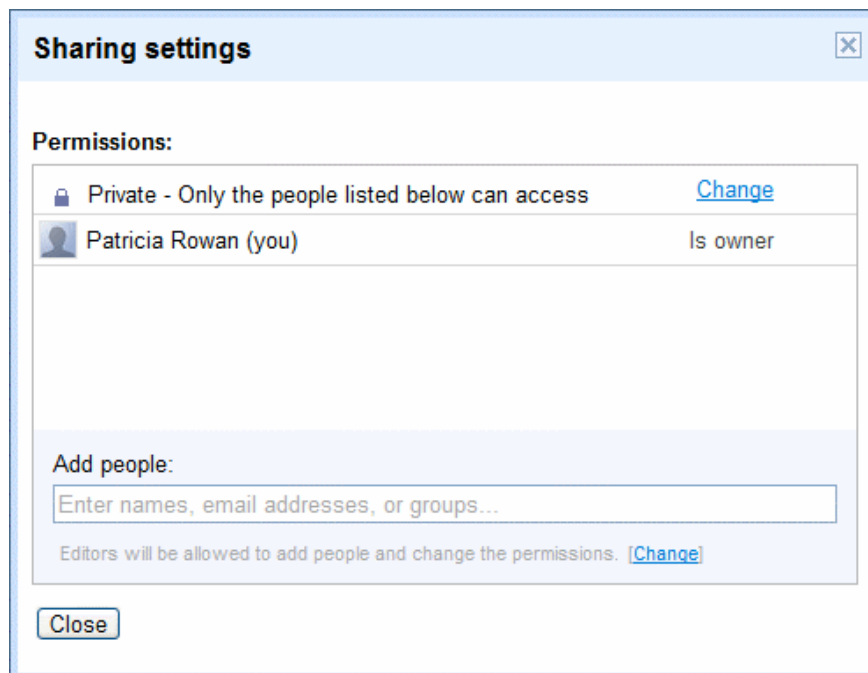 Sharing settings
Permissions:
Private - Only the people listed below can access Change
Patricia Rowan (you) Is owner
Add people:
Enter names, email addresses, or groups...
Editors will be allowed to add people and change the permissions. [Change]
Close